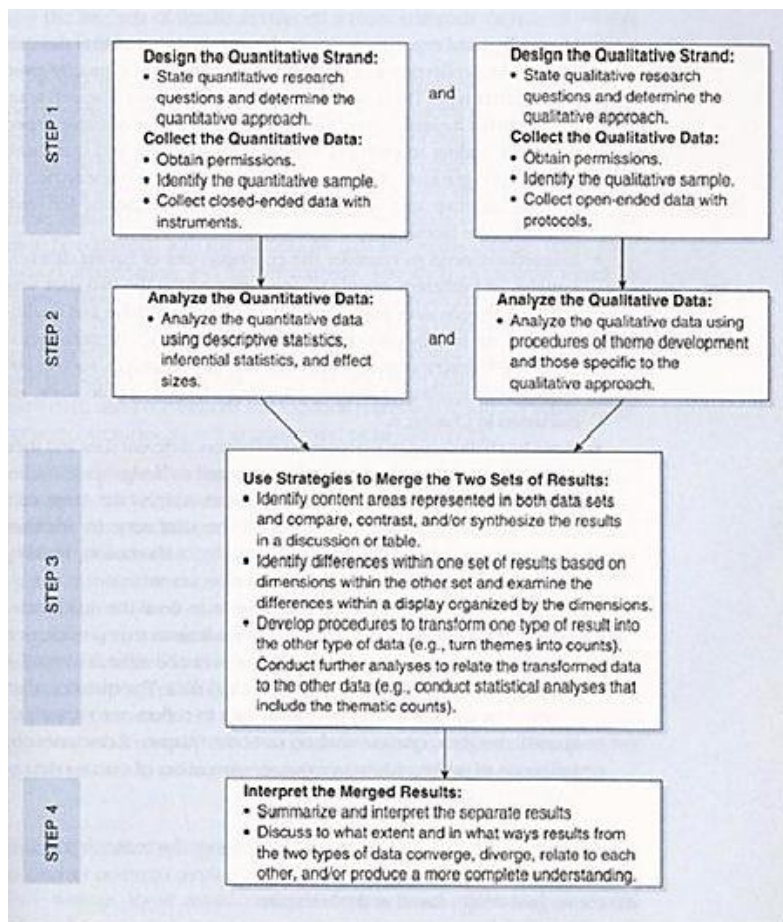 STEP 1
Design the Quantitative Strand:
• State quantitative research
questions and determine the
quantitative approach.
Collect the Quantitative Data:
• Obtain permissions.
• Identify the quantitative sample.
• Collect closed-ended data with
instruments.
and
Design the Qualitative Strand:
• State qualitative research
questions and determine the
qualitative approach.
Collect the Qualitative Data:
• Obtain permissions.
• Identify the qualitative sample.
• Collect open-ended data with
protocols.
STEP 2
Analyze the Quantitative Data:
• Analyze the quantitative data
using descriptive statistics,
inferential statistics, and effect
sizes.
and
Analyze the Qualitative Data:
• Analyze the qualitative data using
procedures of theme development
and those specific to the
qualitative approach.
STEP 3
Use Strategies to Merge the Two Sets of Results:
• Identify content areas represented in both data sets
and compare, contrast, and/or synthesize the results
in a discussion or table.
• Identify differences within one set of results based on
dimensions within the other set and examine the
differences within a display organized by the dimensions.
• Develop procedures to transform one type of result into
the other type of data (e.g., turn themes into counts).
Conduct further analyses to relate the transformed data
to the other data (e.g., conduct statistical analyses that
include the thematic counts).
STEP 4
Interpret the Merged Results:
• Summarize and interpret the separate results
• Discuss to what extent and in what ways results from
the two types of data converge, diverge, relate to each
other, and/or produce a more complete understanding.